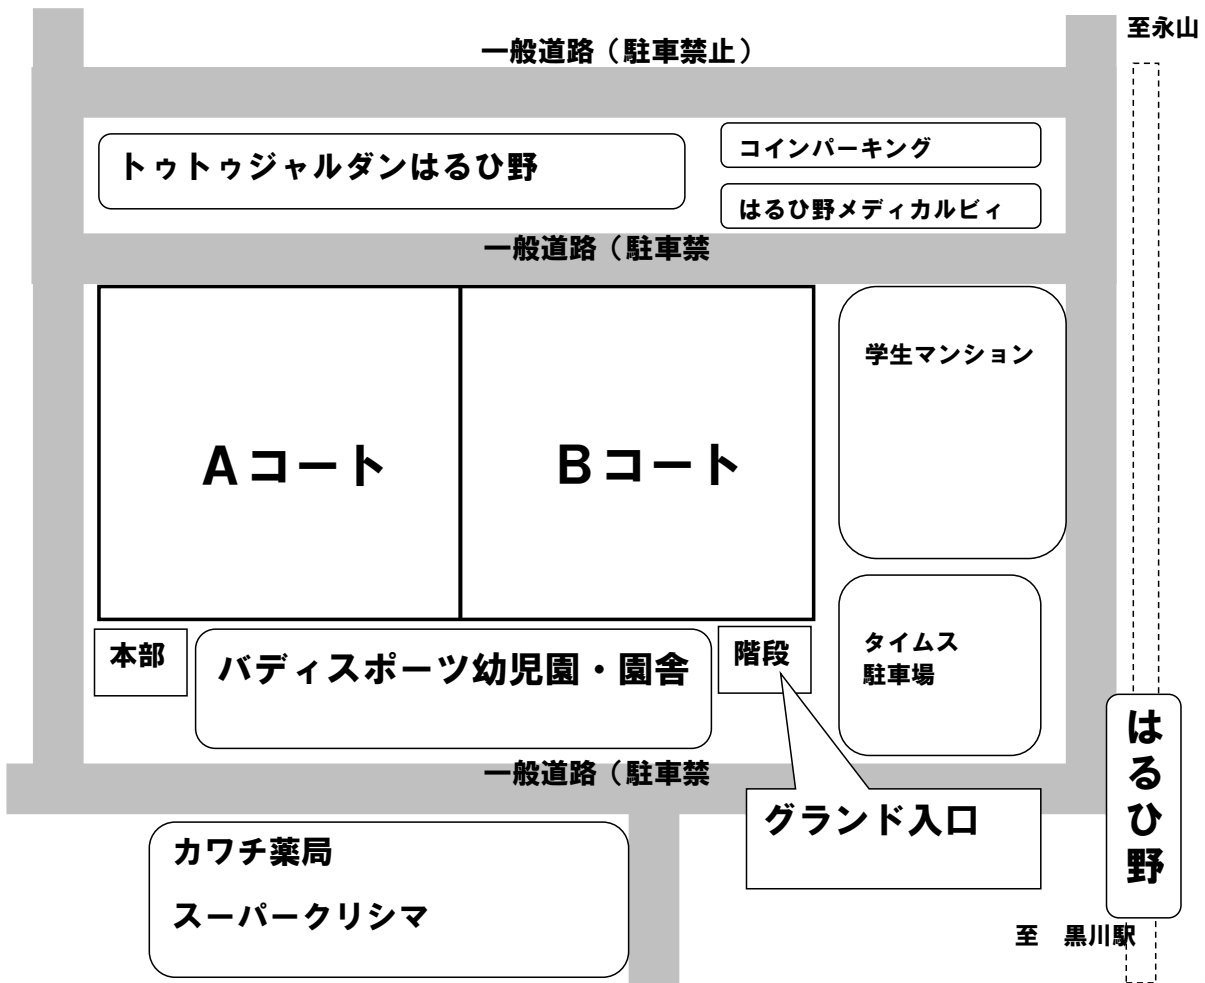 至永山
一般道路（駐車禁止）
トゥトゥジャルダンはるひ野
コインパーキング
はるひ野メディカルビィ
一般道路（駐車禁
学生マンション
Aコート
Bコート
本部
バディスポーツ幼児園・園舎
階段
タイムス
駐車場
はるひ野
一般道路（駐車禁
グランド入口
カワチ薬局
スーパークリシマ
至　黒川駅